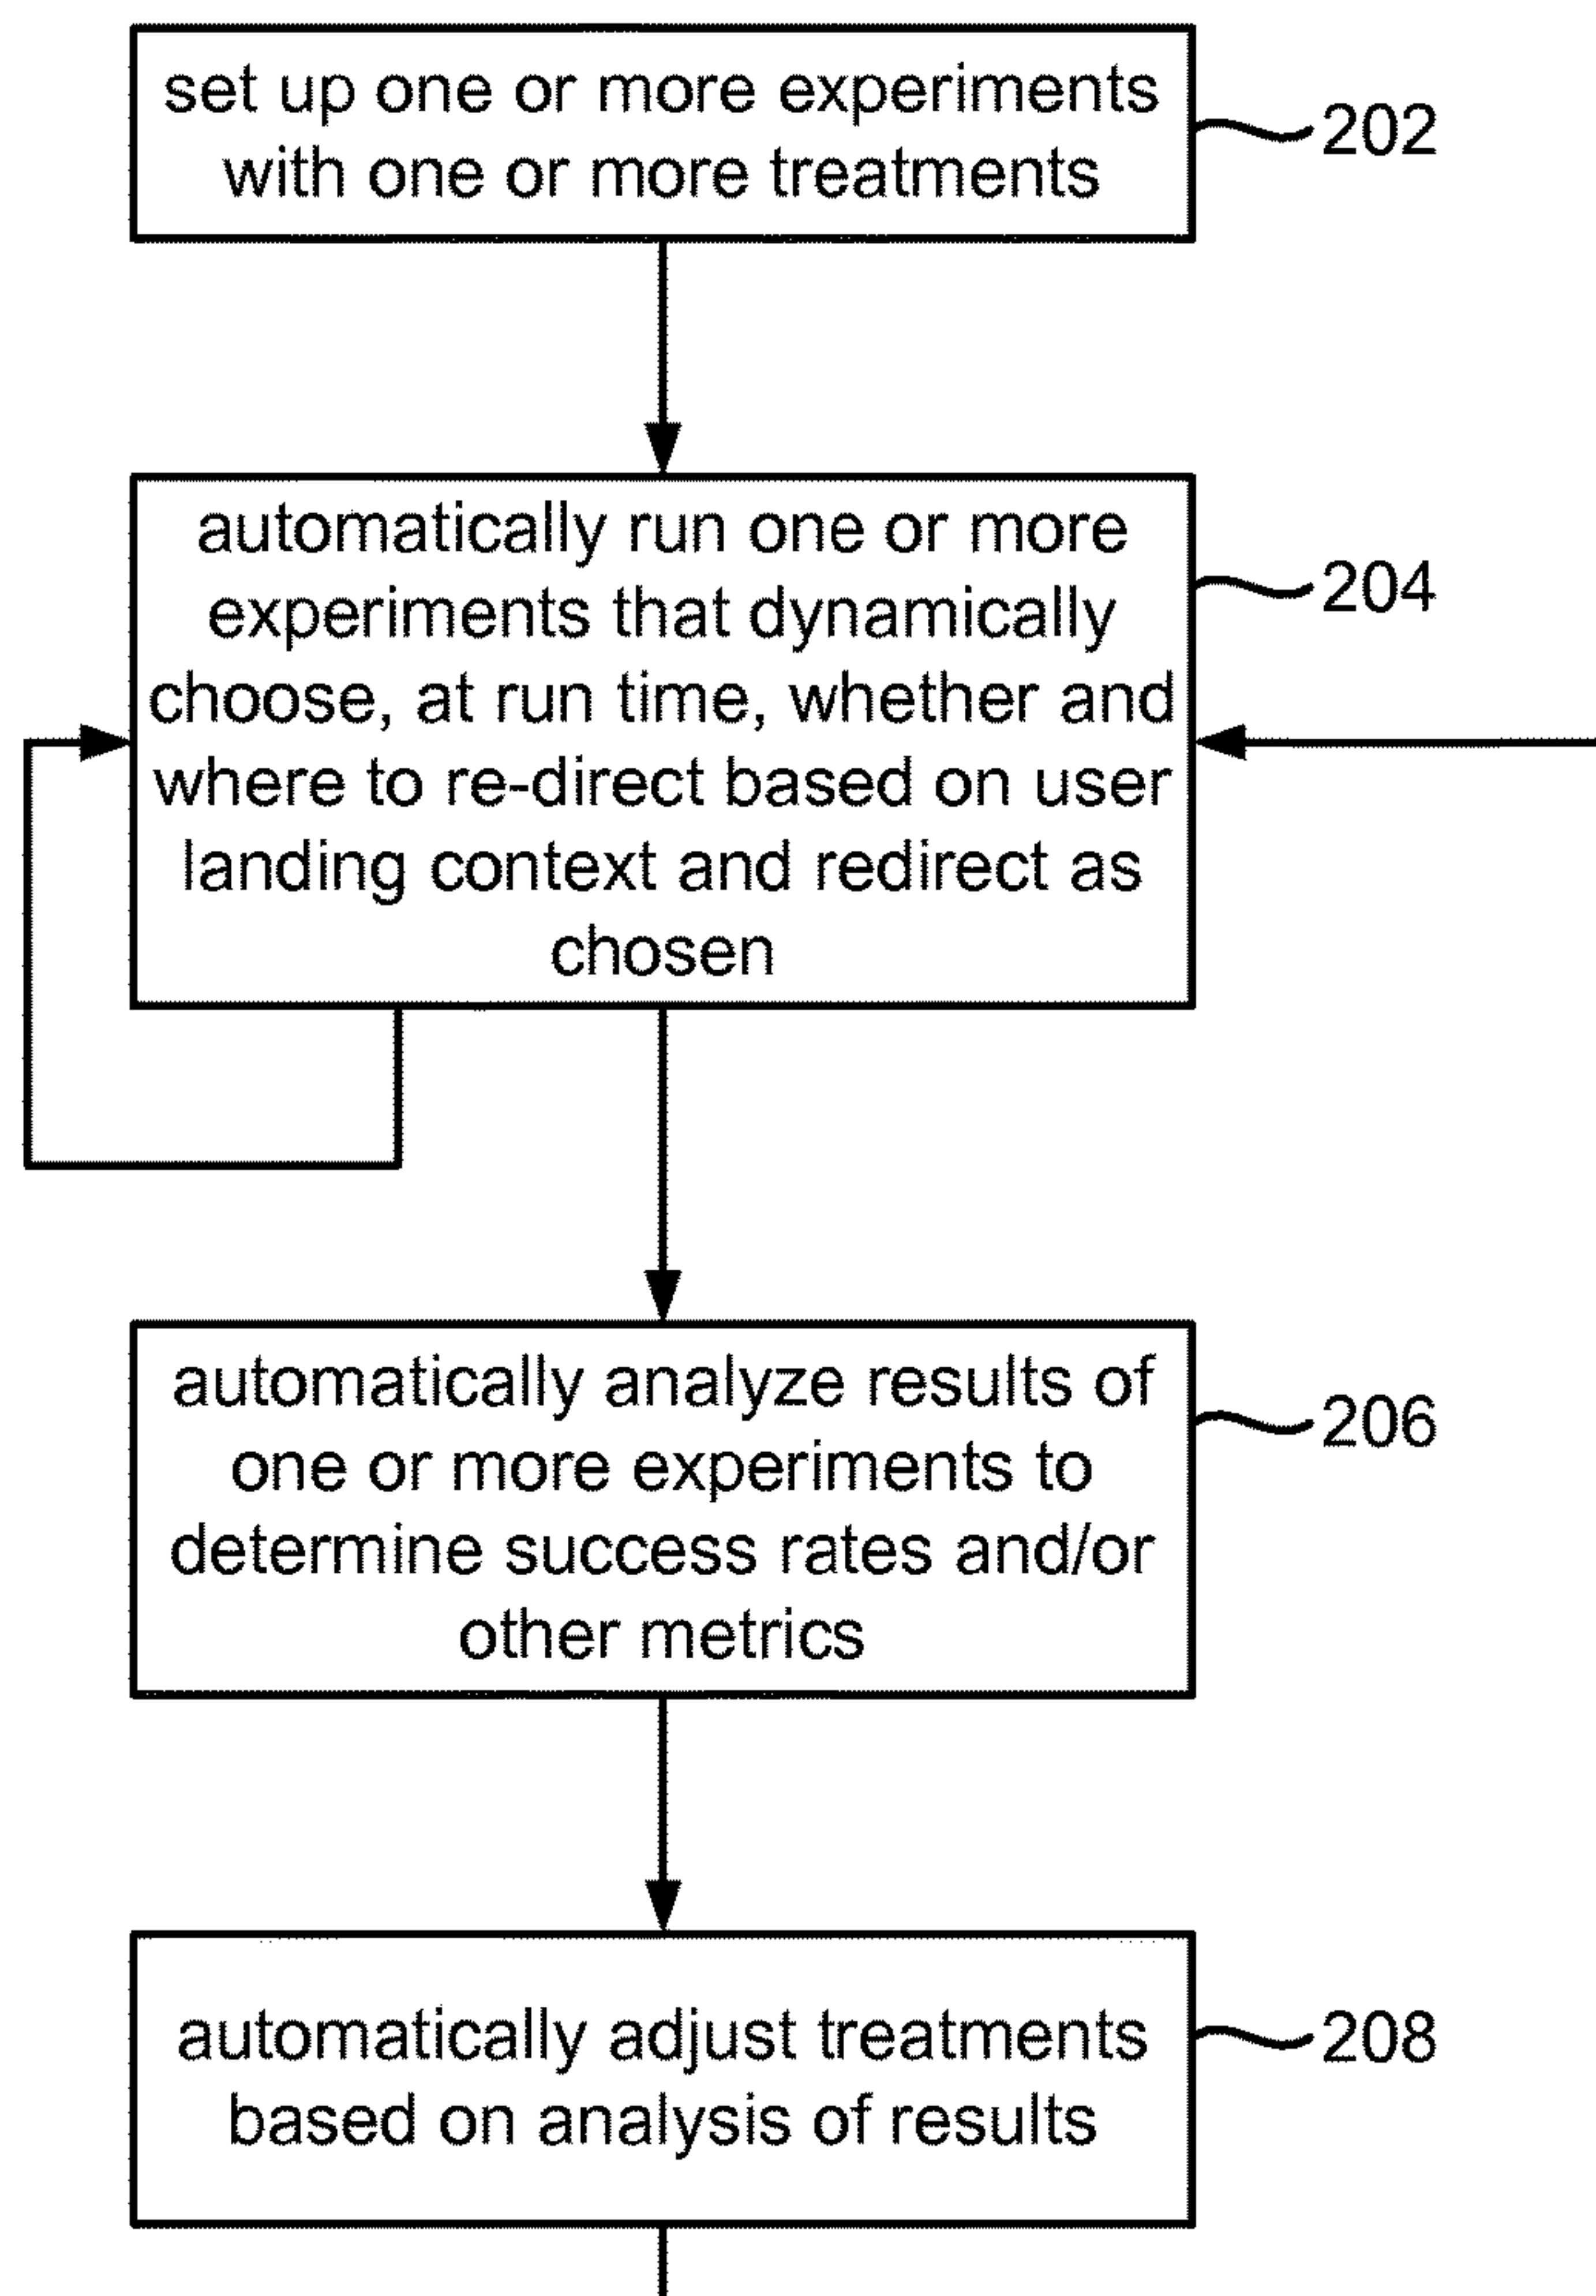 set up one or more experiments
with one or more treatments
202
automatically run one or more
experiments that dynamically
choose, at run time, whether and
where to re-direct based on user
landing context and redirect as
chosen
204
automatically analyze results of
one or more experiments to
determine success rates and/or
other metrics
206
automatically adjust treatments
based on analysis of results
208